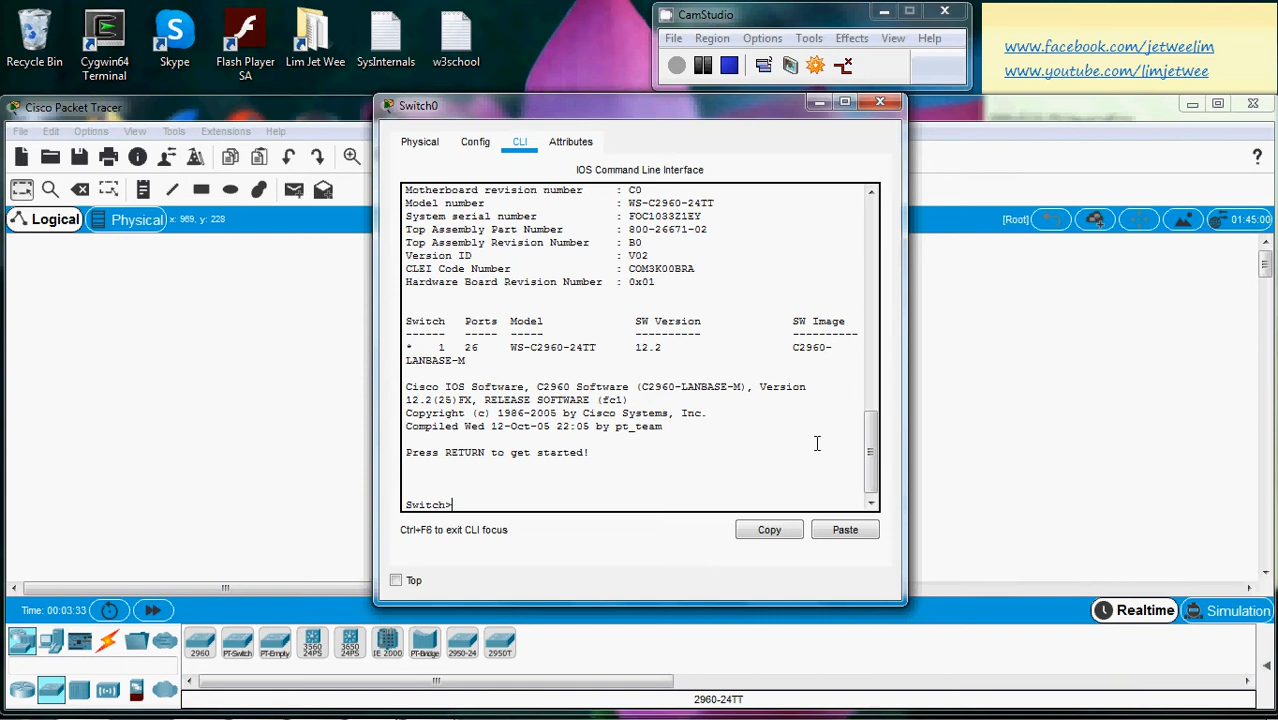 Recycle Bin
Cygwin64 Terminal
Skype
Flash Player SA
Lim Jet Wee
SysInternals
w3school
CamStudio
File Region Options Tools Effects View Help
www.facebook.com/jetweelim
www.youtube.com/limjetwee
Cisco Packet Tracer
File Edit Options View Tools Extensions Help
Logical Physical x: 969, y: 228
[Root] 01:45:00
Switch0
Physical Config CLI Attributes
IOS Command Line Interface
Motherboard revision number : C0
Model number : WS-C2960-24TT
System serial number : FOC1033Z1EY
Top Assembly Part Number : 800-26671-02
Top Assembly Revision Number : B0
Version ID : V02
CLEI Code Number : COM3K00BRA
Hardware Board Revision Number : 0x01
Switch Ports Model SW Version SW Image
------ ----- ----- ---------- ----------
* 1 26 WS-C2960-24TT 12.2 C2960-
LANBASE-M
Cisco IOS Software, C2960 Software (C2960-LANBASE-M), Version
12.2(25)FX, RELEASE SOFTWARE (fc1)
Copyright (c) 1986-2005 by Cisco Systems, Inc.
Compiled Wed 12-Oct-05 22:05 by pt_team
Press RETURN to get started!
Switch>
Ctrl+F6 to exit CLI focus
Copy Paste
Top
Time: 00:03:33
Realtime Simulation
2960 PT-Switch PT-Empty 3560 24PS 3650 24PS IE 2000 PT-Bridge 2950-24 2950T
2960-24TT